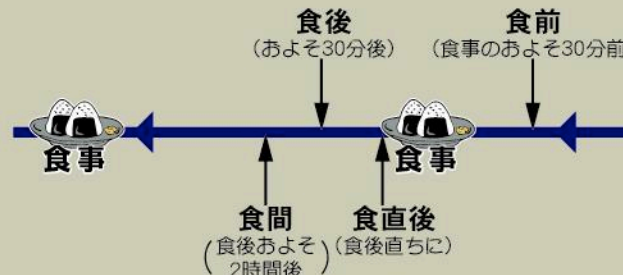 食後
(およそ30分後)
食前
(食事のおよそ30分前
食事
食事
食間
(食後およそ
2時間後)
食直後
(食後直ちに)